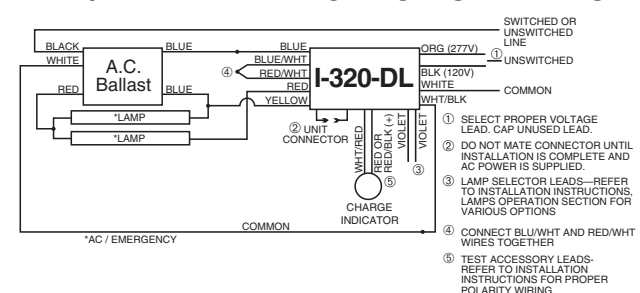 SWITCHED OR
UNSWITCHED
LINE
BLACK
BLUE
BLUE
ORG (277V)
①
WHITE
A.C.
Ballast
BLUE/WHT
④
RED/WHT
I-320-DL
UNSWITCHED
BLK (120V)
RED
BLUE
RED
WHITE
COMMON
YELLOW
WHT/BLK
*LAMP
*LAMP
② UNIT
CONNECTOR
WHT/RED
RED OR
RED/BLK (+)
VIOLET
VIOLET
③
⑤
CHARGE
INDICATOR
COMMON
*AC / EMERGENCY
① SELECT PROPER VOLTAGE
LEAD. CAP UNUSED LEAD.
② DO NOT MATE CONNECTOR UNTIL
INSTALLATION IS COMPLETE AND
AC POWER IS SUPPLIED.
③ LAMP SELECTOR LEADS—REFER
TO INSTALLATION INSTRUCTIONS,
LAMPS OPERATION SECTION FOR
VARIOUS OPTIONS
④ CONNECT BLU/WHT AND RED/WHT
WIRES TOGETHER
⑤ TEST ACCESSORY LEADS-
REFER TO INSTALLATION
INSTRUCTIONS FOR PROPER
POLARITY WIRING